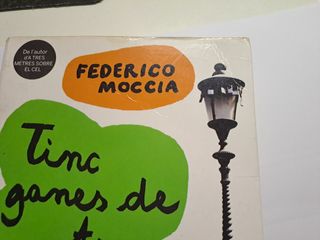 De l'autor
d'A TRES
METRES SOBRE
EL CEL
FEDERICO
MOCCIA
Tinc
ganes de